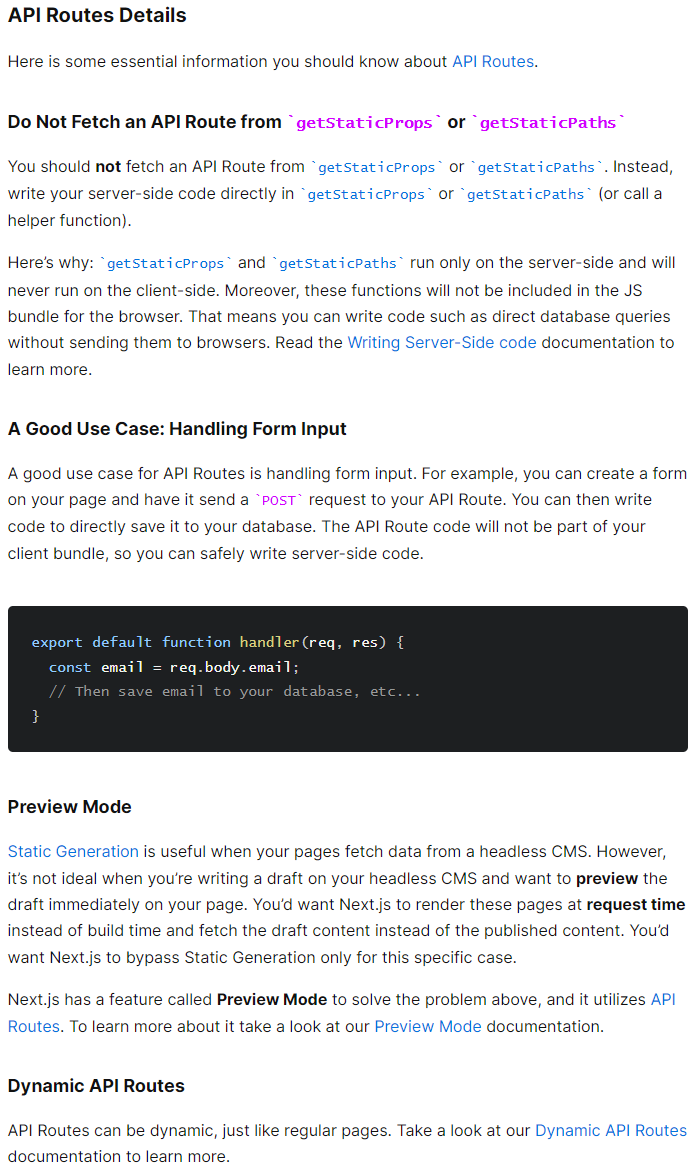 API Routes Details
Here is some essential information you should know about API Routes.
Do Not Fetch an API Route from `getStaticProps` or `getStaticPaths`
You should not fetch an API Route from `getStaticProps` or `getStaticPaths`. Instead,
write your server-side code directly in `getStaticProps` or `getStaticPaths` (or call a
helper function).
Here’s why: `getStaticProps` and `getStaticPaths` run only on the server-side and will
never run on the client-side. Moreover, these functions will not be included in the JS
bundle for the browser. That means you can write code such as direct database queries
without sending them to browsers. Read the Writing Server-Side code documentation to
learn more.
A Good Use Case: Handling Form Input
A good use case for API Routes is handling form input. For example, you can create a form
on your page and have it send a `POST` request to your API Route. You can then write
code to directly save it to your database. The API Route code will not be part of your
client bundle, so you can safely write server-side code.
export default function handler(req, res) {
  const email = req.body.email;
  // Then save email to your database, etc...
}
Preview Mode
Static Generation is useful when your pages fetch data from a headless CMS. However,
it’s not ideal when you’re writing a draft on your headless CMS and want to preview the
draft immediately on your page. You’d want Next.js to render these pages at request time
instead of build time and fetch the draft content instead of the published content. You’d
want Next.js to bypass Static Generation only for this specific case.
Next.js has a feature called Preview Mode to solve the problem above, and it utilizes API
Routes. To learn more about it take a look at our Preview Mode documentation.
Dynamic API Routes
API Routes can be dynamic, just like regular pages. Take a look at our Dynamic API Routes
documentation to learn more.